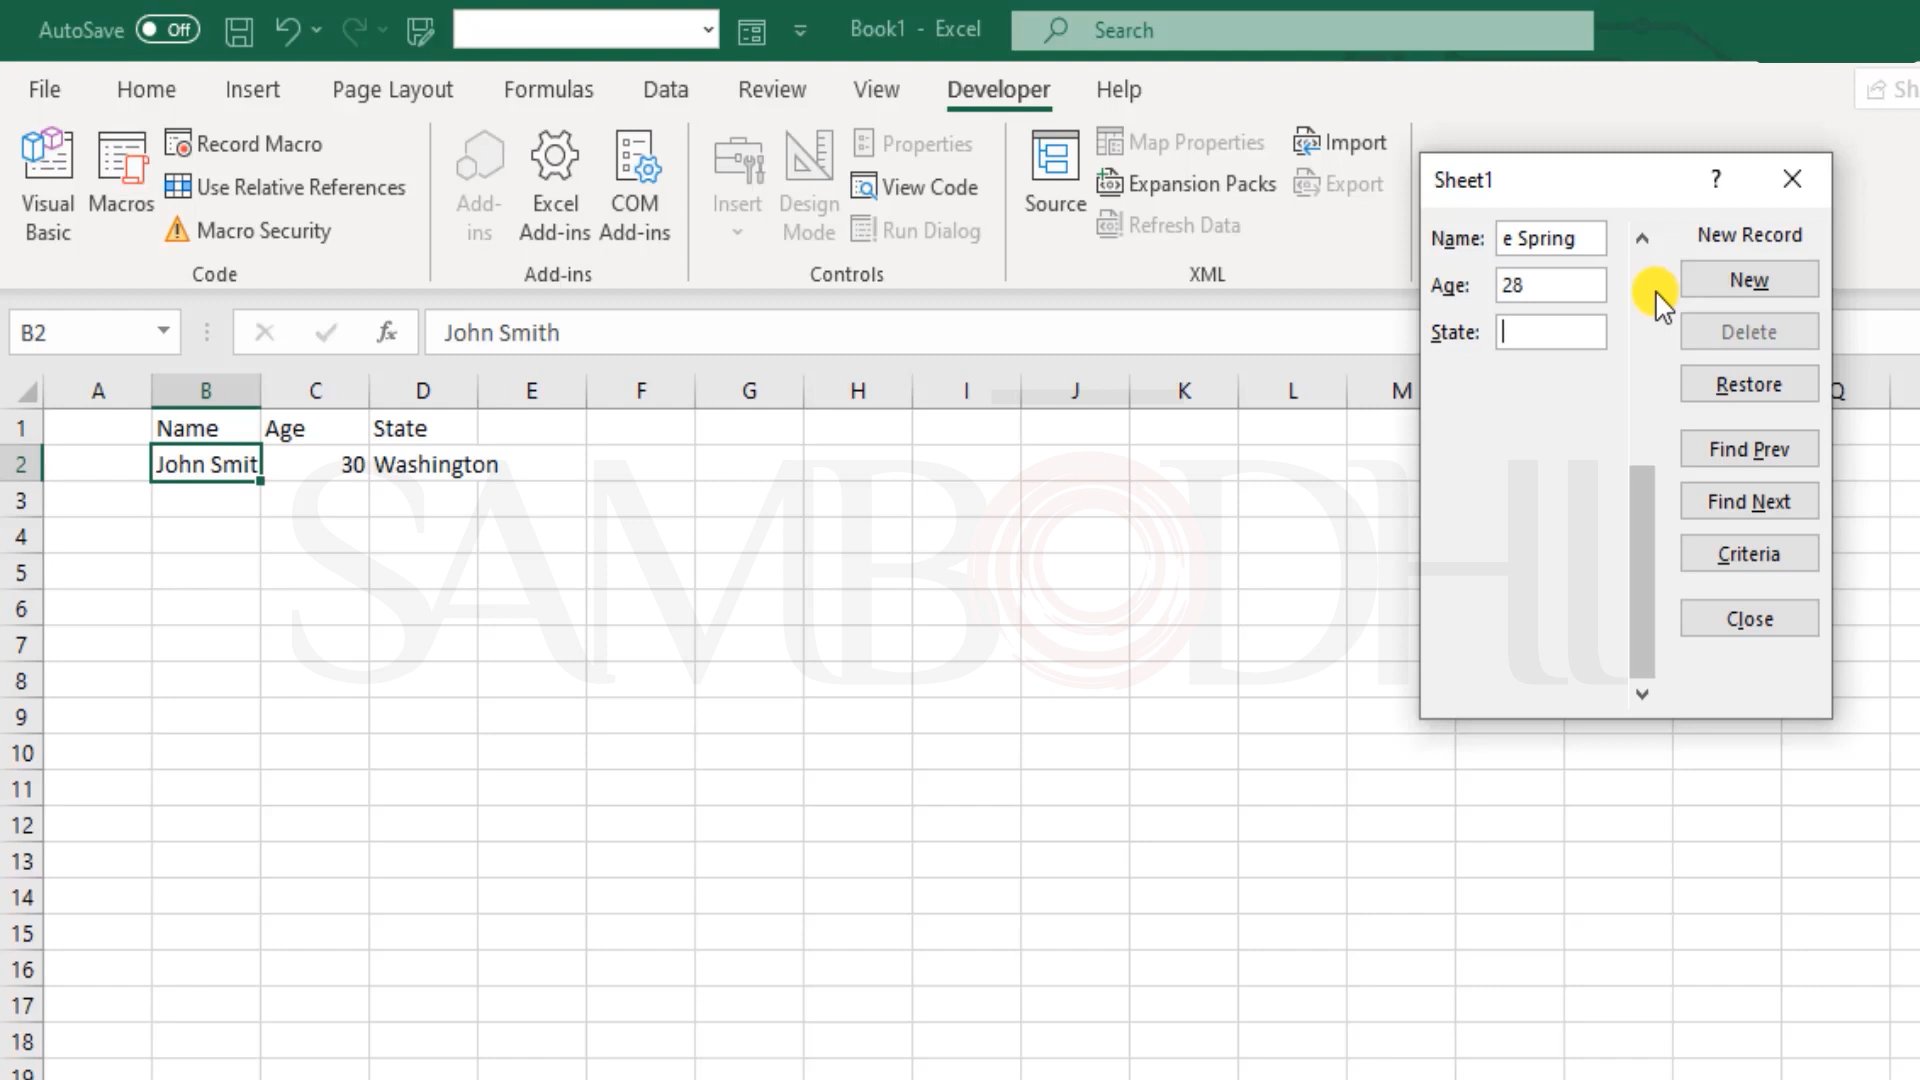 AutoSave Off Book1 - Excel Search
File Home Insert Page Layout Formulas Data Review View Developer Help Sh
Visual Basic
Macros
Record Macro
Use Relative References
Macro Security
Code
Add-ins
Excel Add-ins
COM Add-ins
Add-ins
Insert
Design Mode
Properties
View Code
Run Dialog
Controls
Source
Map Properties
Expansion Packs
Refresh Data
Import
Export
XML
B2 fx John Smith
A B C D E F G H I J K L M Q
1 Name Age State
2 John Smit 30 Washington
3
4
5
6
7
8
9
10
11
12
13
14
15
16
17
18
19
SAMBODHI
Sheet1 ?
Name: e Spring
Age: 28
State:
New Record
New
Delete
Restore
Find Prev
Find Next
Criteria
Close